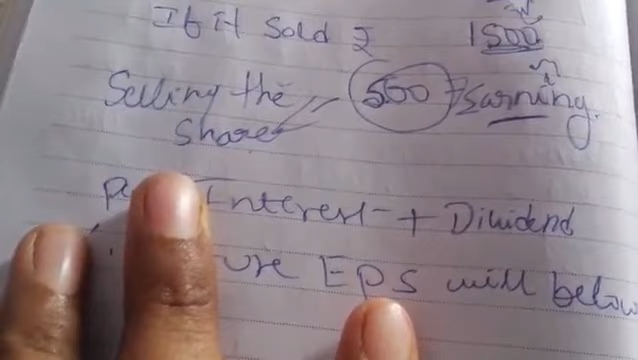 If it Sold ₹ 1500
Selling the 500 Earning.
Share
Interest + Dividend
EPS will below